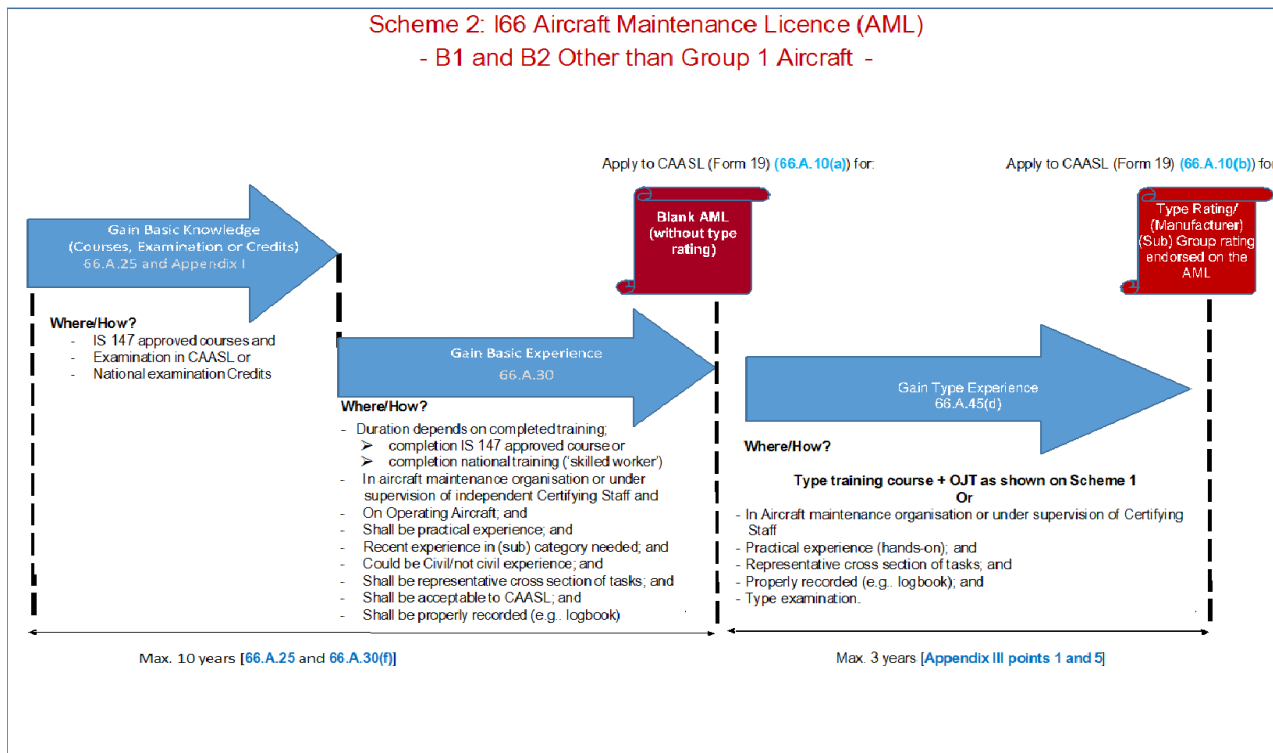 Scheme 2: I66 Aircraft Maintenance Licence (AML)
- B1 and B2 Other than Group 1 Aircraft -
Apply to CAASL (Form 19) (66.A.10(a)) for:
Apply to CAASL (Form 19) (66.A.10(b)) for
Gain Basic Knowledge
(Courses, Examination or Credits)
66.A.25 and Appendix I
Blank AML
(without type
rating)
Type Rating/
(Manufacturer)
(Sub) Group rating
endorsed on the
AML
Where/How?
- IS 147 approved courses and
- Examination in CAASL or
- National examination Credits
Gain Basic Experience
66.A.30
Gain Type Experience
66.A.45(d)
Where/How?
- Duration depends on completed training;
➢ completion IS 147 approved course or
➢ completion national training ('skilled worker')
- In aircraft maintenance organisation or under
supervision of independent Certifying Staff and
- On Operating Aircraft; and
- Shall be practical experience; and
- Recent experience in (sub) category needed; and
- Could be Civil/not civil experience; and
- Shall be representative cross section of tasks; and
- Shall be acceptable to CAASL; and
- Shall be properly recorded (e.g.. logbook)
Where/How?
Type training course + OJT as shown on Scheme 1
Or
- In Aircraft maintenance organisation or under supervision of Certifying
Staff
- Practical experience (hands-on); and
- Representative cross section of tasks; and
- Properly recorded (e.g.. logbook); and
- Type examination.
Max. 10 years [66.A.25 and 66.A.30(f)]
Max. 3 years [Appendix III points 1 and 5]